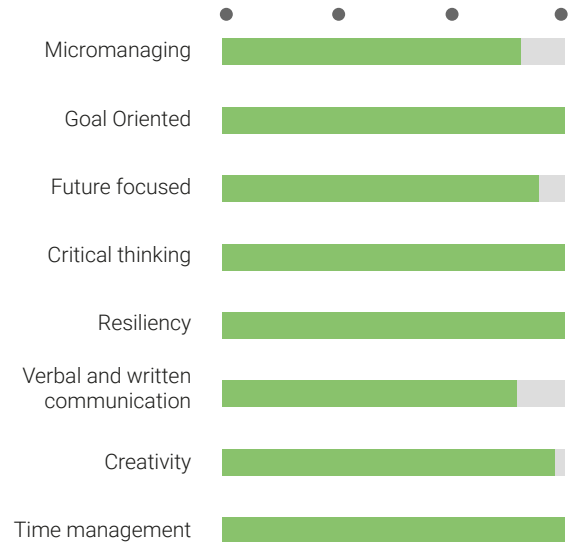 Micromanaging
Goal Oriented
Future focused
Critical thinking
Resiliency
Verbal and written
communication
Creativity
Time management